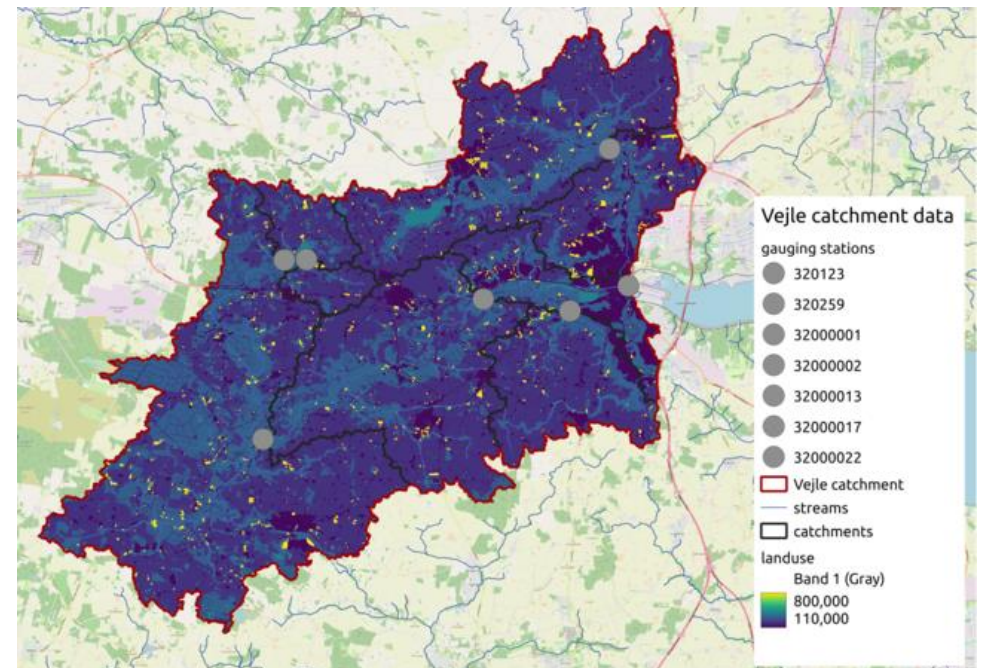 Vejle catchment data
gauging stations
320123
320259
32000001
32000002
32000013
32000017
32000022
Vejle catchment
streams
catchments
landuse
Band 1 (Gray)
800,000
110,000